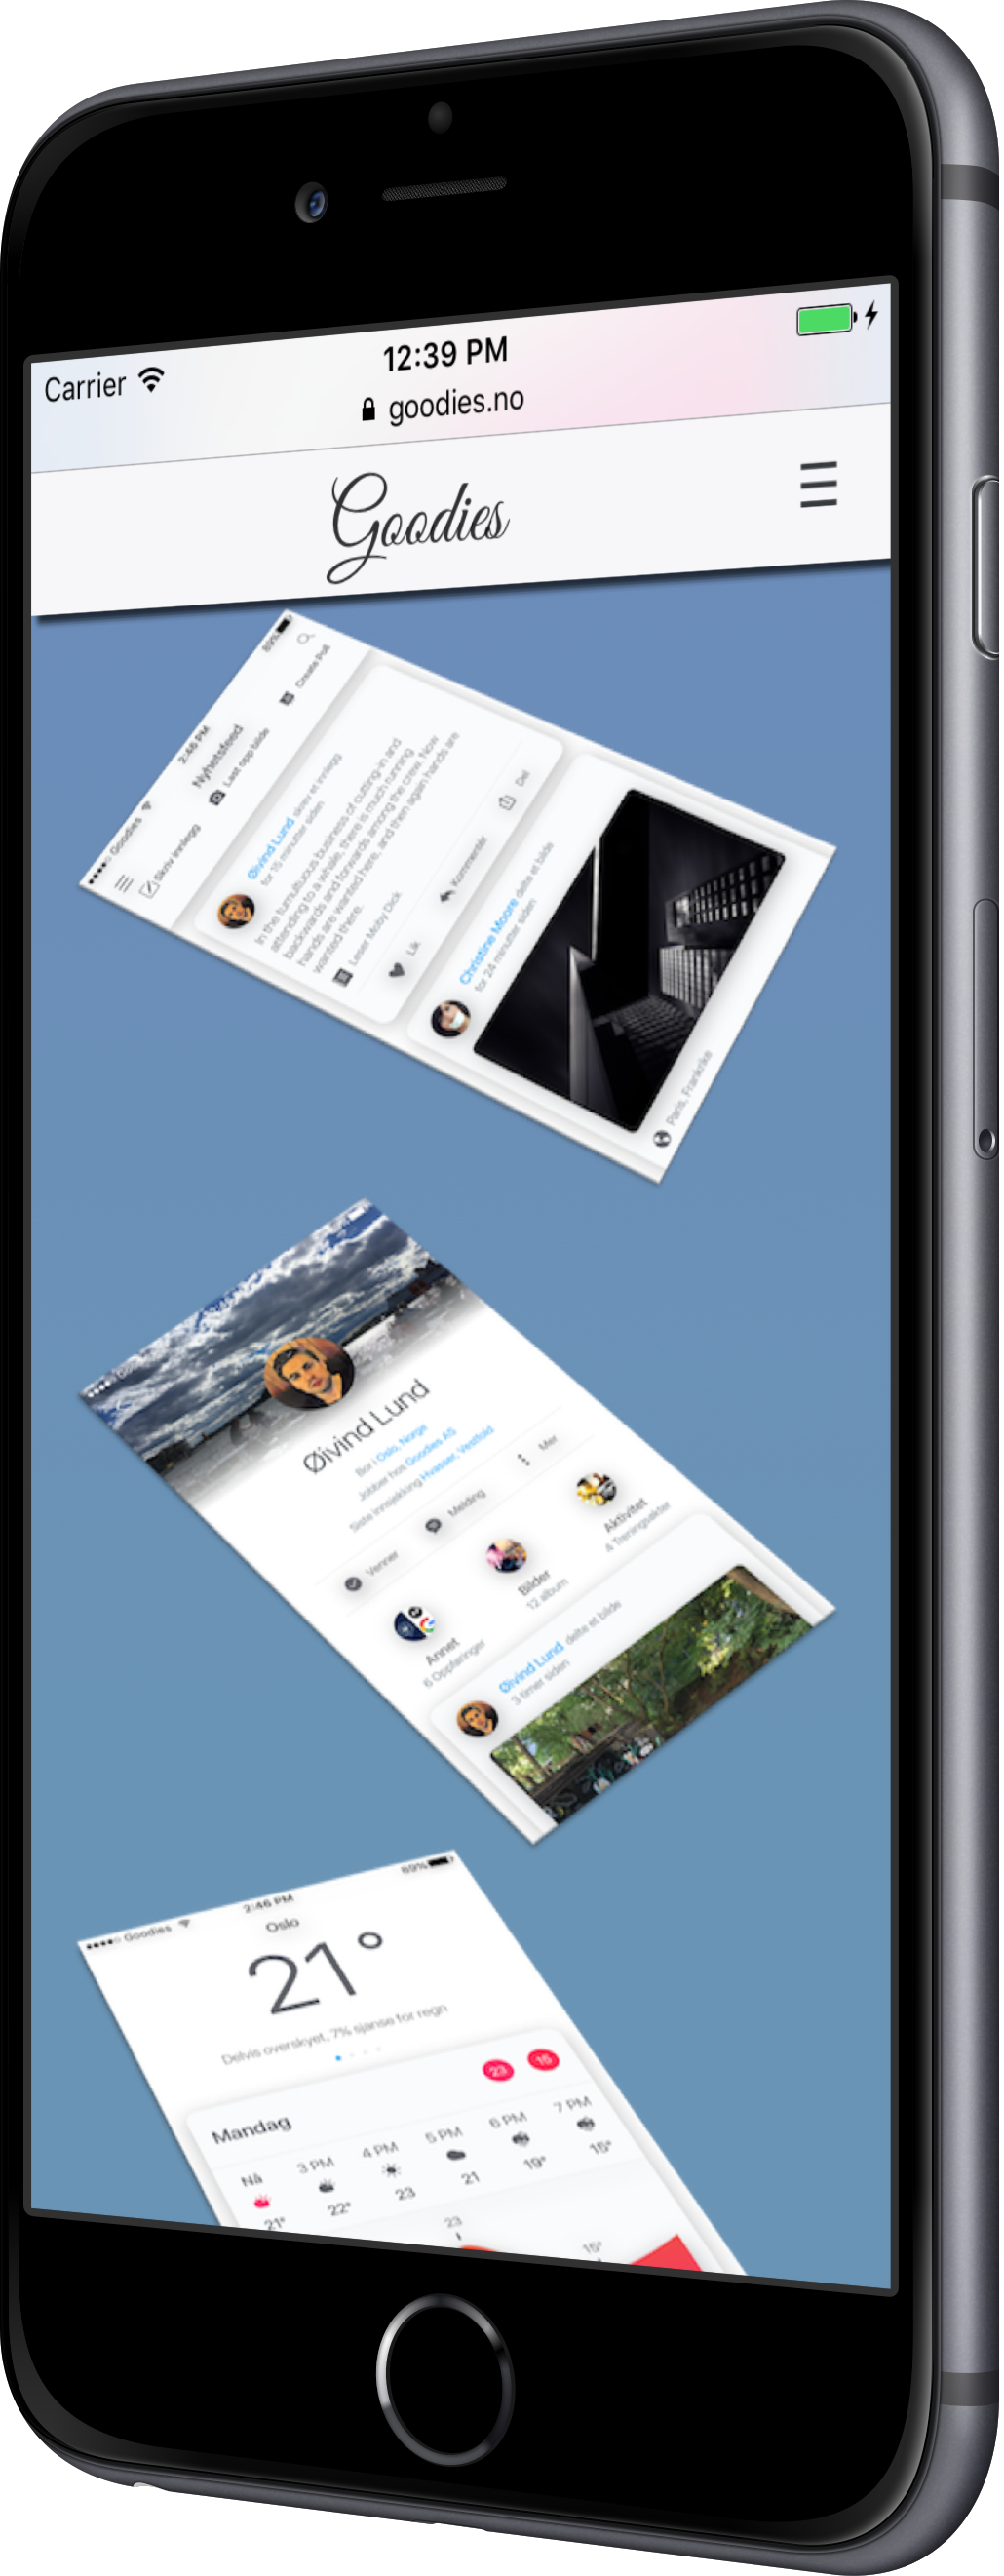 Carrier
12:39 PM
goodies.no
Goodies
Goodies
2:46 PM
89%
Nyhetsfeed
Skriv innlegg
Last opp bilde
Create Poll
Øivind Lund skrev et innlegg
for 15 minutter siden
In the tumultuous business of cutting-in and
attending to a whale, there is much running
backwards and forwards among the crew. Now
hands are wanted here, and then again hands are
wanted there.
Leser Moby Dick
Lik
Kommenter
Del
Christine Moore delte et bilde
for 24 minutter siden
Paris, Frankrike
Øivind Lund
Bor i Oslo, Norge
Jobber hos Goodies AS
Siste innsjekking Hvasser, Vestfold
Venner
Melding
Mer
Annet
6 Oppføringer
Bilder
12 album
Aktivitet
4 Treningsøkter
Øivind Lund delte et bilde
3 timer siden
Goodies
2:46 PM
89%
Oslo
21°
Delvis overskyet, 7% sjanse for regn
Mandag
23
15
Nå
3 PM
4 PM
5 PM
6 PM
7 PM
21°
22°
23
21
19°
15°
23
15°